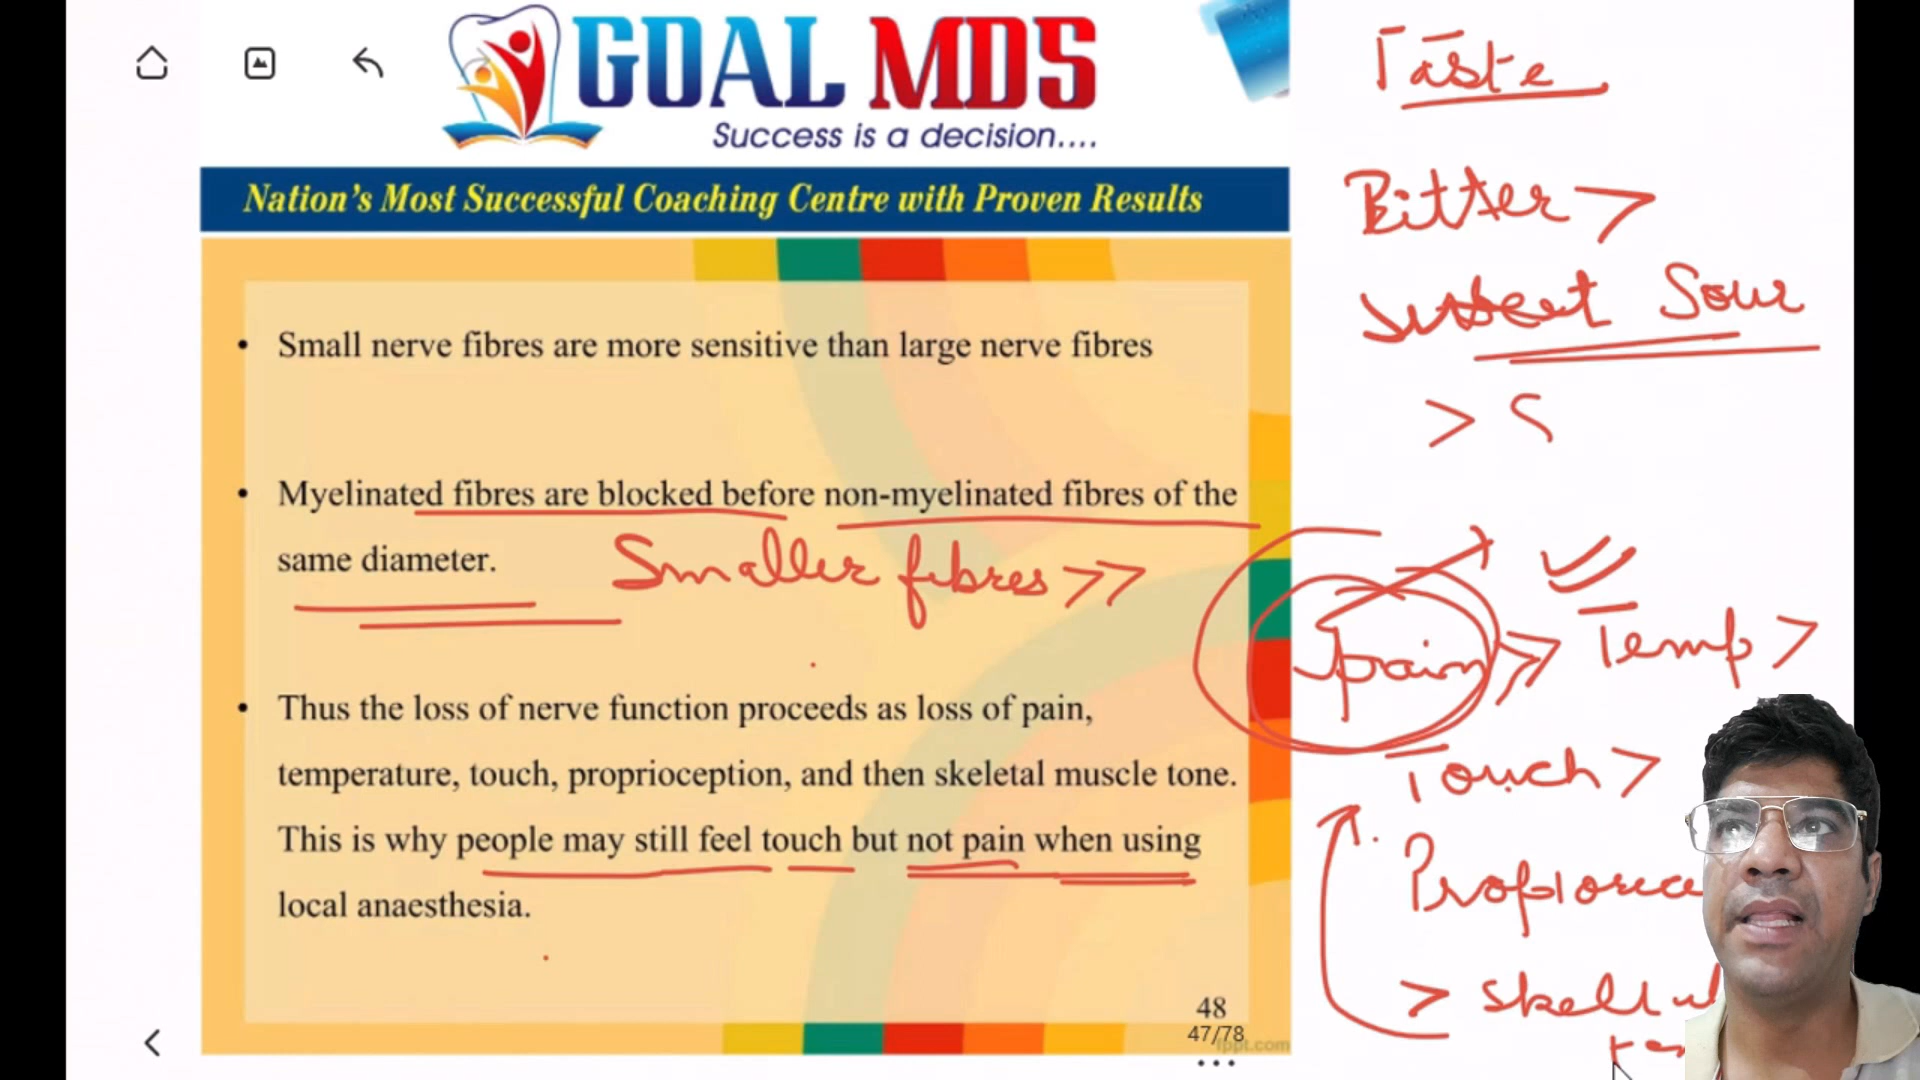 GOAL MDS
Success is a decision....
Nation's Most Successful Coaching Centre with Proven Results
• Small nerve fibres are more sensitive than large nerve fibres
• Myelinated fibres are blocked before non-myelinated fibres of the
same diameter.
Smaller fibres >>
• Thus the loss of nerve function proceeds as loss of pain,
temperature, touch, proprioception, and then skeletal muscle tone.
This is why people may still feel touch but not pain when using
local anaesthesia.
48
47/78
fppt.com
Taste
Bitter >
Sour
> S
pain >> Temp >
Touch >
>